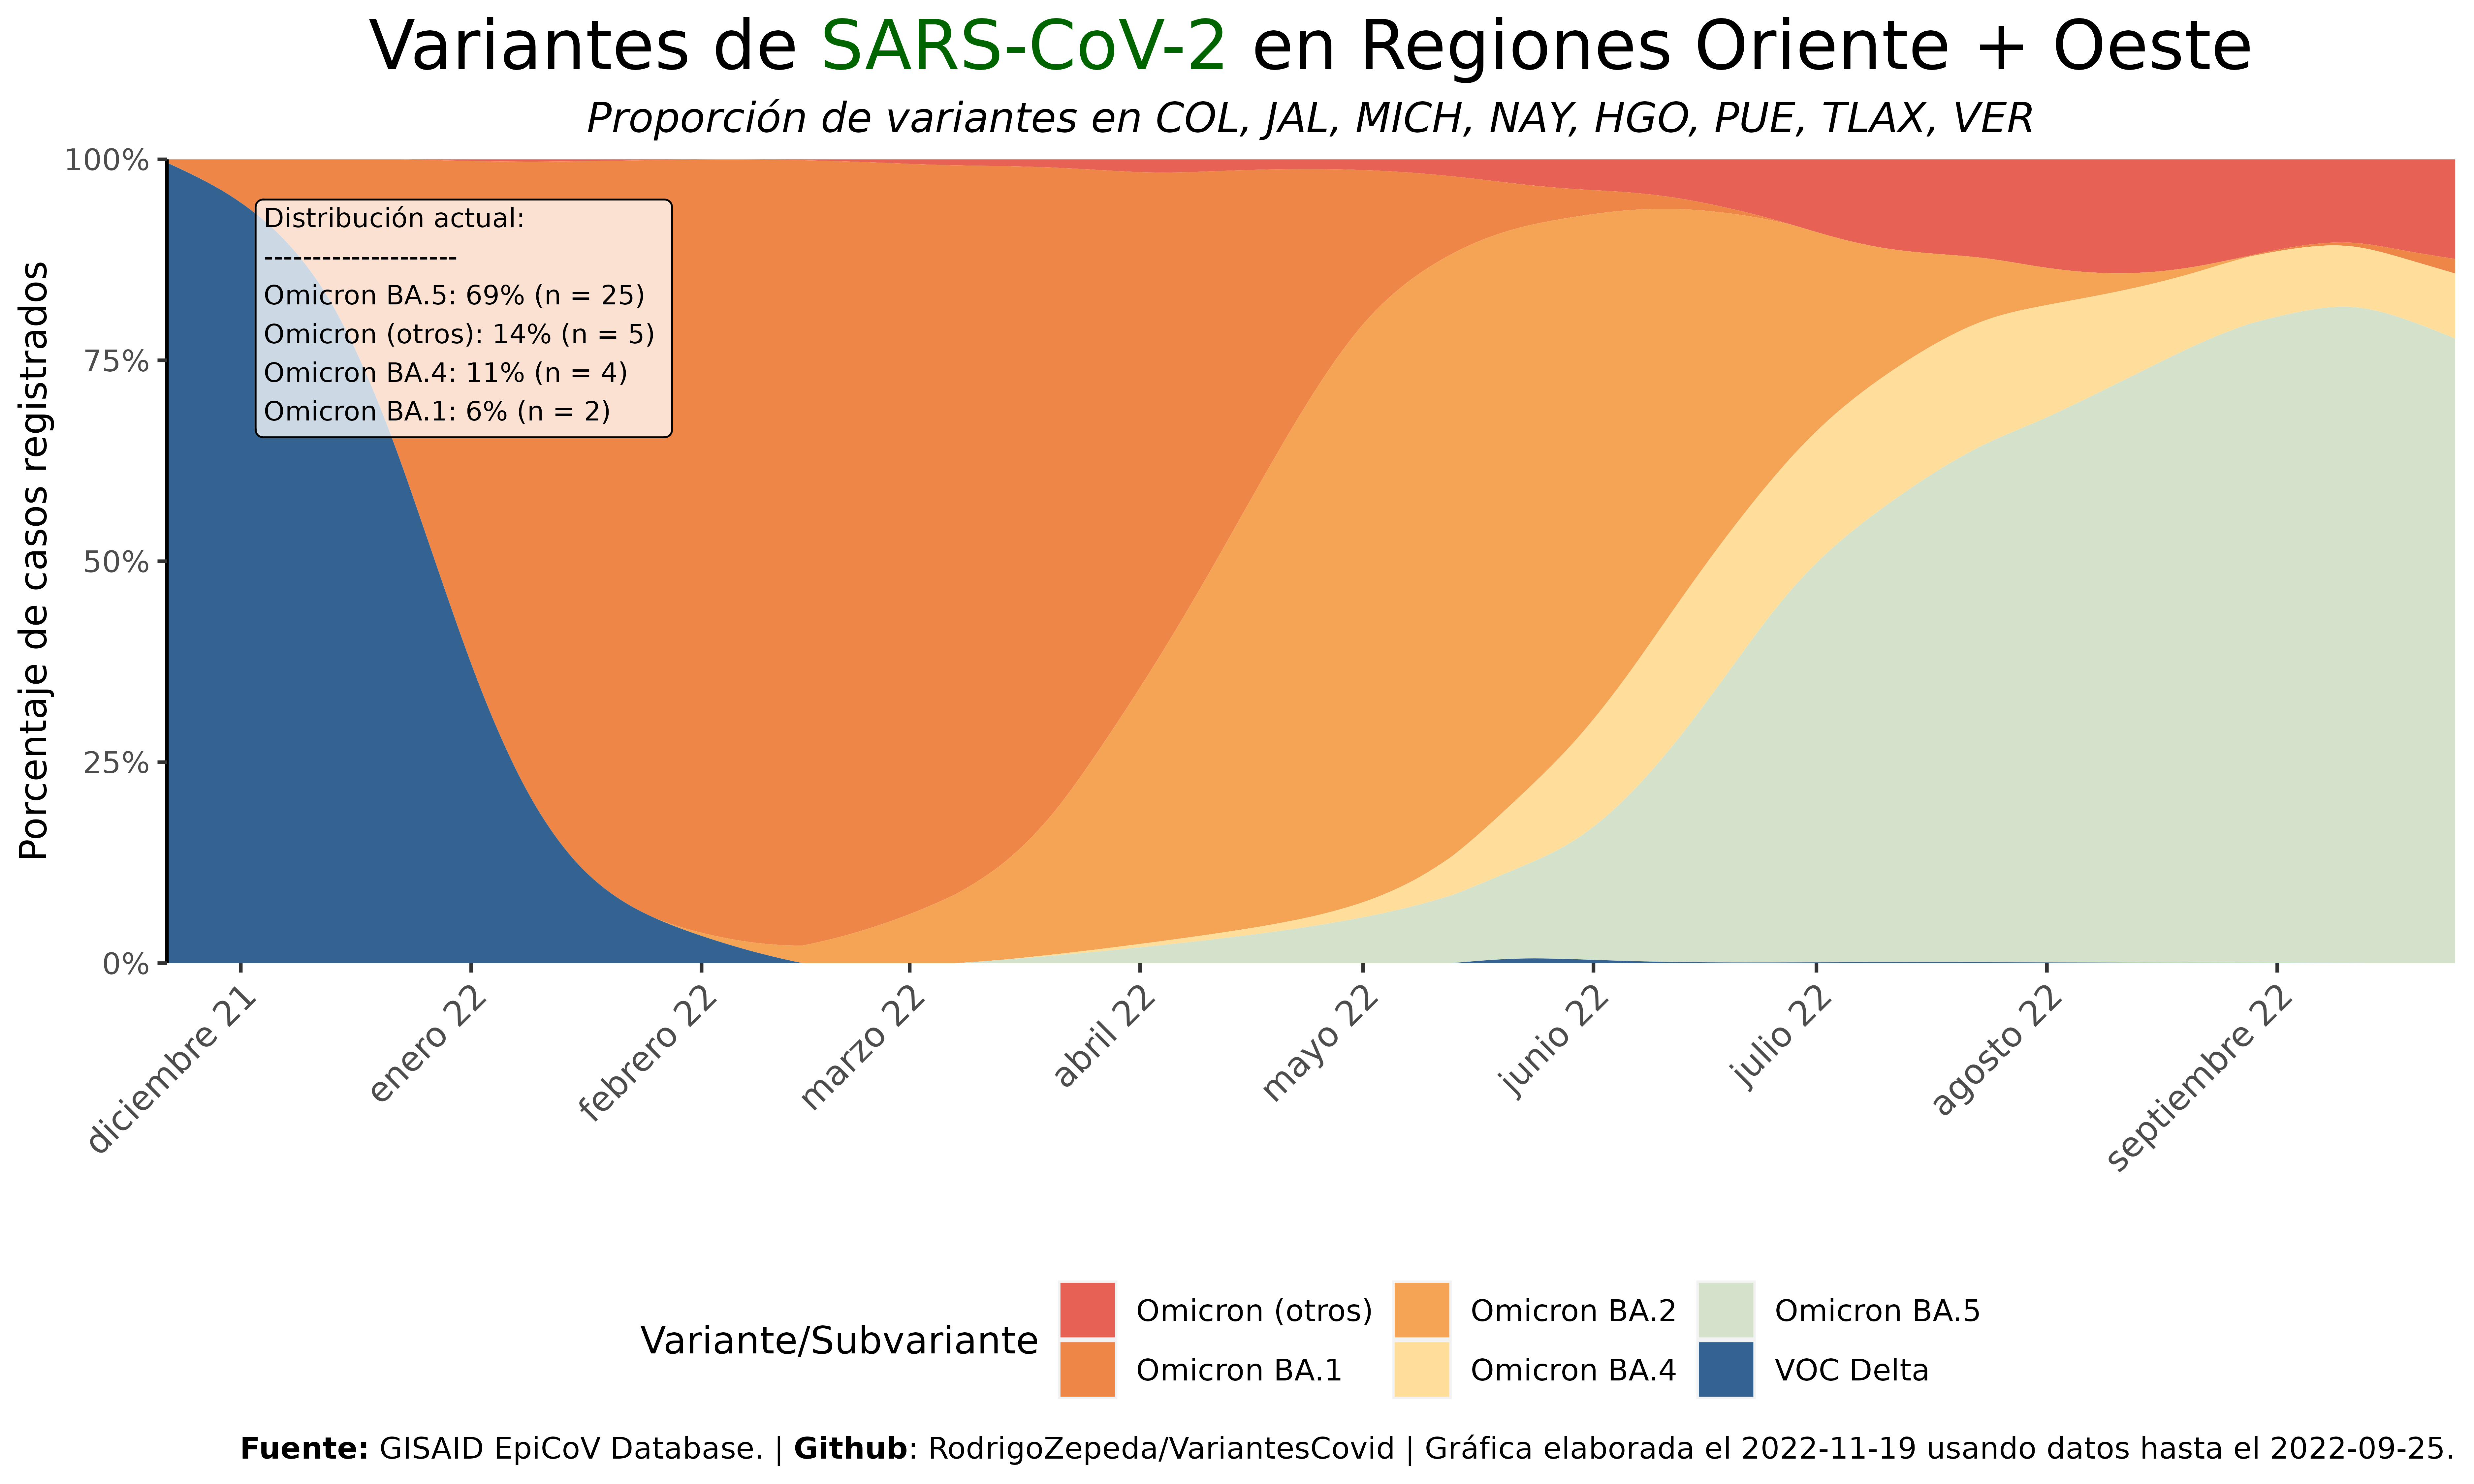 Variantes de SARS-CoV-2 en Regiones Oriente + Oeste
Proporción de variantes en COL, JAL, MICH, NAY, HGO, PUE, TLAX, VER
Porcentaje de casos registrados
100%
75%
50%
25%
0%
Distribución actual:
--------------------
Omicron BA.5: 69% (n = 25)
Omicron (otros): 14% (n = 5)
Omicron BA.4: 11% (n = 4)
Omicron BA.1: 6% (n = 2)
diciembre 21
enero 22
febrero 22
marzo 22
abril 22
mayo 22
junio 22
julio 22
agosto 22
septiembre 22
Variante/Subvariante
Omicron (otros)
Omicron BA.1
Omicron BA.2
Omicron BA.4
Omicron BA.5
VOC Delta
Fuente: GISAID EpiCoV Database. | Github: RodrigoZepeda/VariantesCovid | Gráfica elaborada el 2022-11-19 usando datos hasta el 2022-09-25.